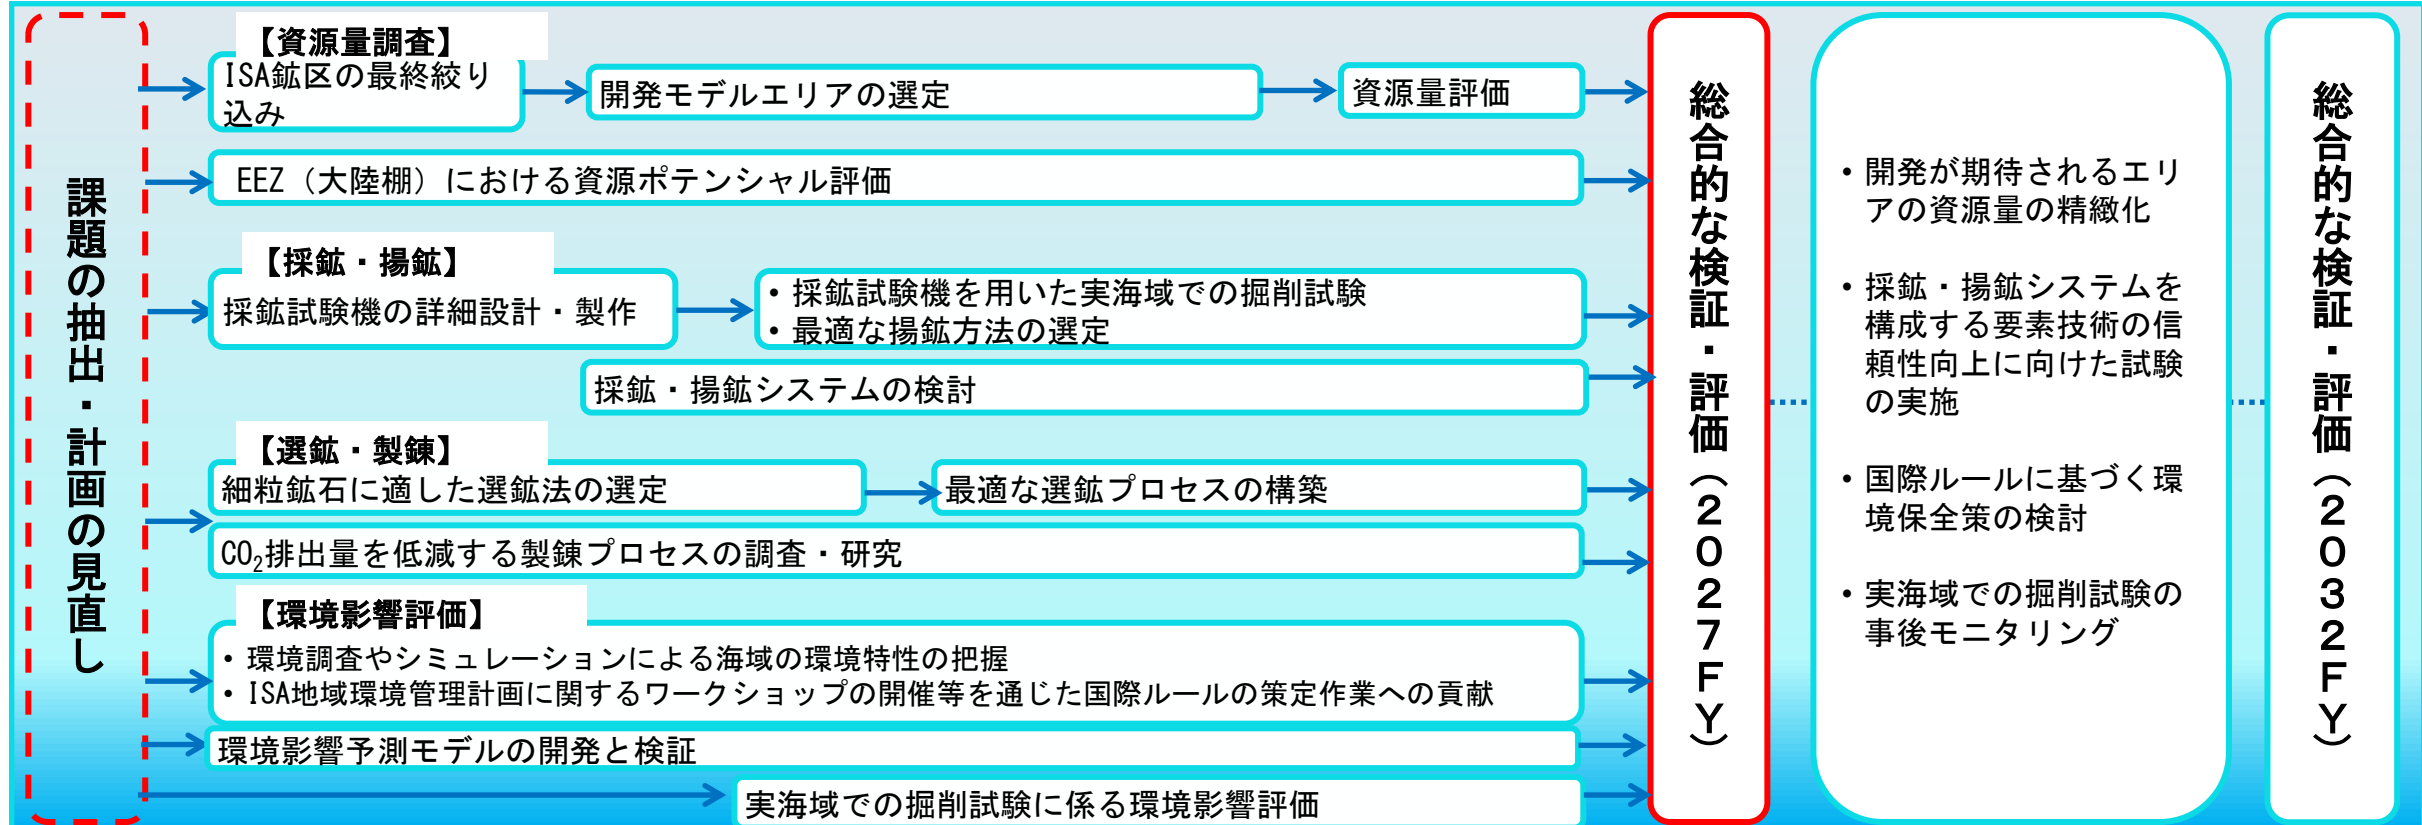 課題の抽出・計画の見直し
【資源量調査】
ISA鉱区の最終絞り
込み
開発モデルエリアの選定
資源量評価
EEZ（大陸棚）における資源ポテンシャル評価
【採鉱・揚鉱】
採鉱試験機の詳細設計・製作
・採鉱試験機を用いた実海域での掘削試験
・最適な揚鉱方法の選定
採鉱・揚鉱システムの検討
【選鉱・製錬】
細粒鉱石に適した選鉱法の選定
最適な選鉱プロセスの構築
CO₂排出量を低減する製錬プロセスの調査・研究
【環境影響評価】
・環境調査やシミュレーションによる海域の環境特性の把握
・ISA地域環境管理計画に関するワークショップの開催等を通じた国際ルールの策定作業への貢献
環境影響予測モデルの開発と検証
実海域での掘削試験に係る環境影響評価
総合的な検証・評価（２０２７ＦＹ）
・開発が期待されるエリ
アの資源量の精緻化
・採鉱・揚鉱システムを
構成する要素技術の信
頼性向上に向けた試験
の実施
・国際ルールに基づく環
境保全策の検討
・実海域での掘削試験の
事後モニタリング
総合的な検証・評価（２０３２ＦＹ）